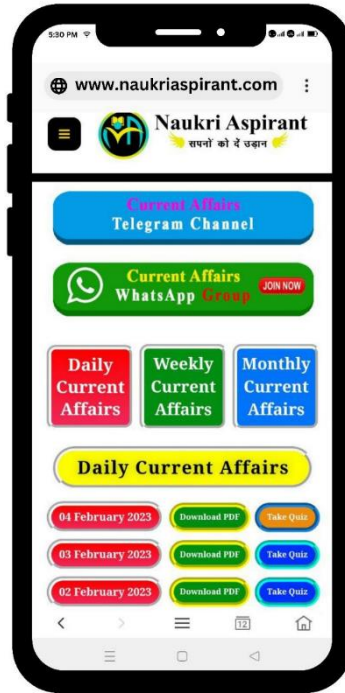 5:30 PM
www.naukriaspirant.com
Naukri Aspirant
सपनों को दें उड़ान
Current Affairs
Telegram Channel
Current Affairs
WhatsApp Group
JOIN NOW
Daily Current Affairs
Weekly Current Affairs
Monthly Current Affairs
Daily Current Affairs
04 February 2023 Download PDF Take Quiz
03 February 2023 Download PDF Take Quiz
02 February 2023 Download PDF Take Quiz
12